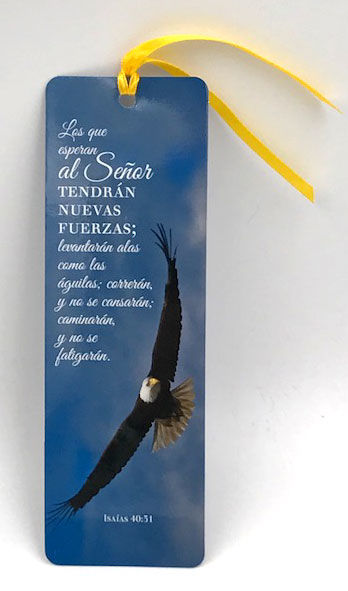 Los que
esperan
al Señor
TENDRÁN
NUEVAS
FUERZAS;
levantarán alas
como las
águilas; correrán,
y no se cansarán;
caminarán,
y no se
fatigarán.
ISAÍAS 40:31